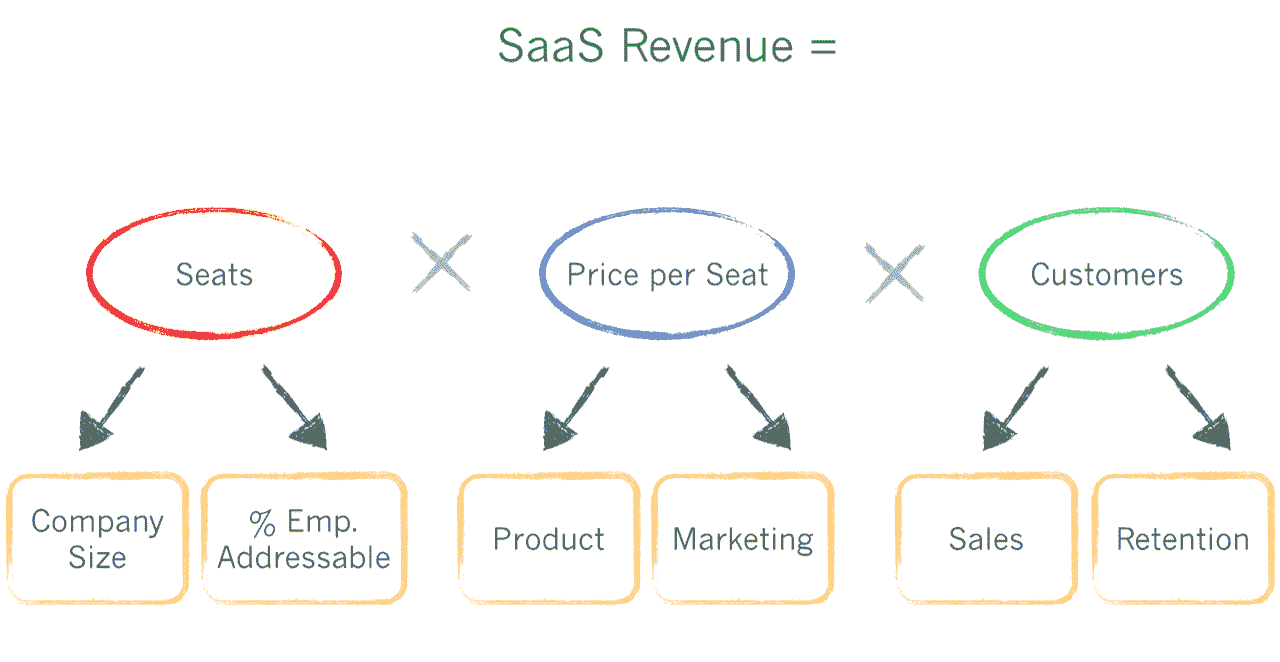 SaaS Revenue =
Seats
Price per Seat
Customers
Company
Size
% Emp.
Addressable
Product
Marketing
Sales
Retention